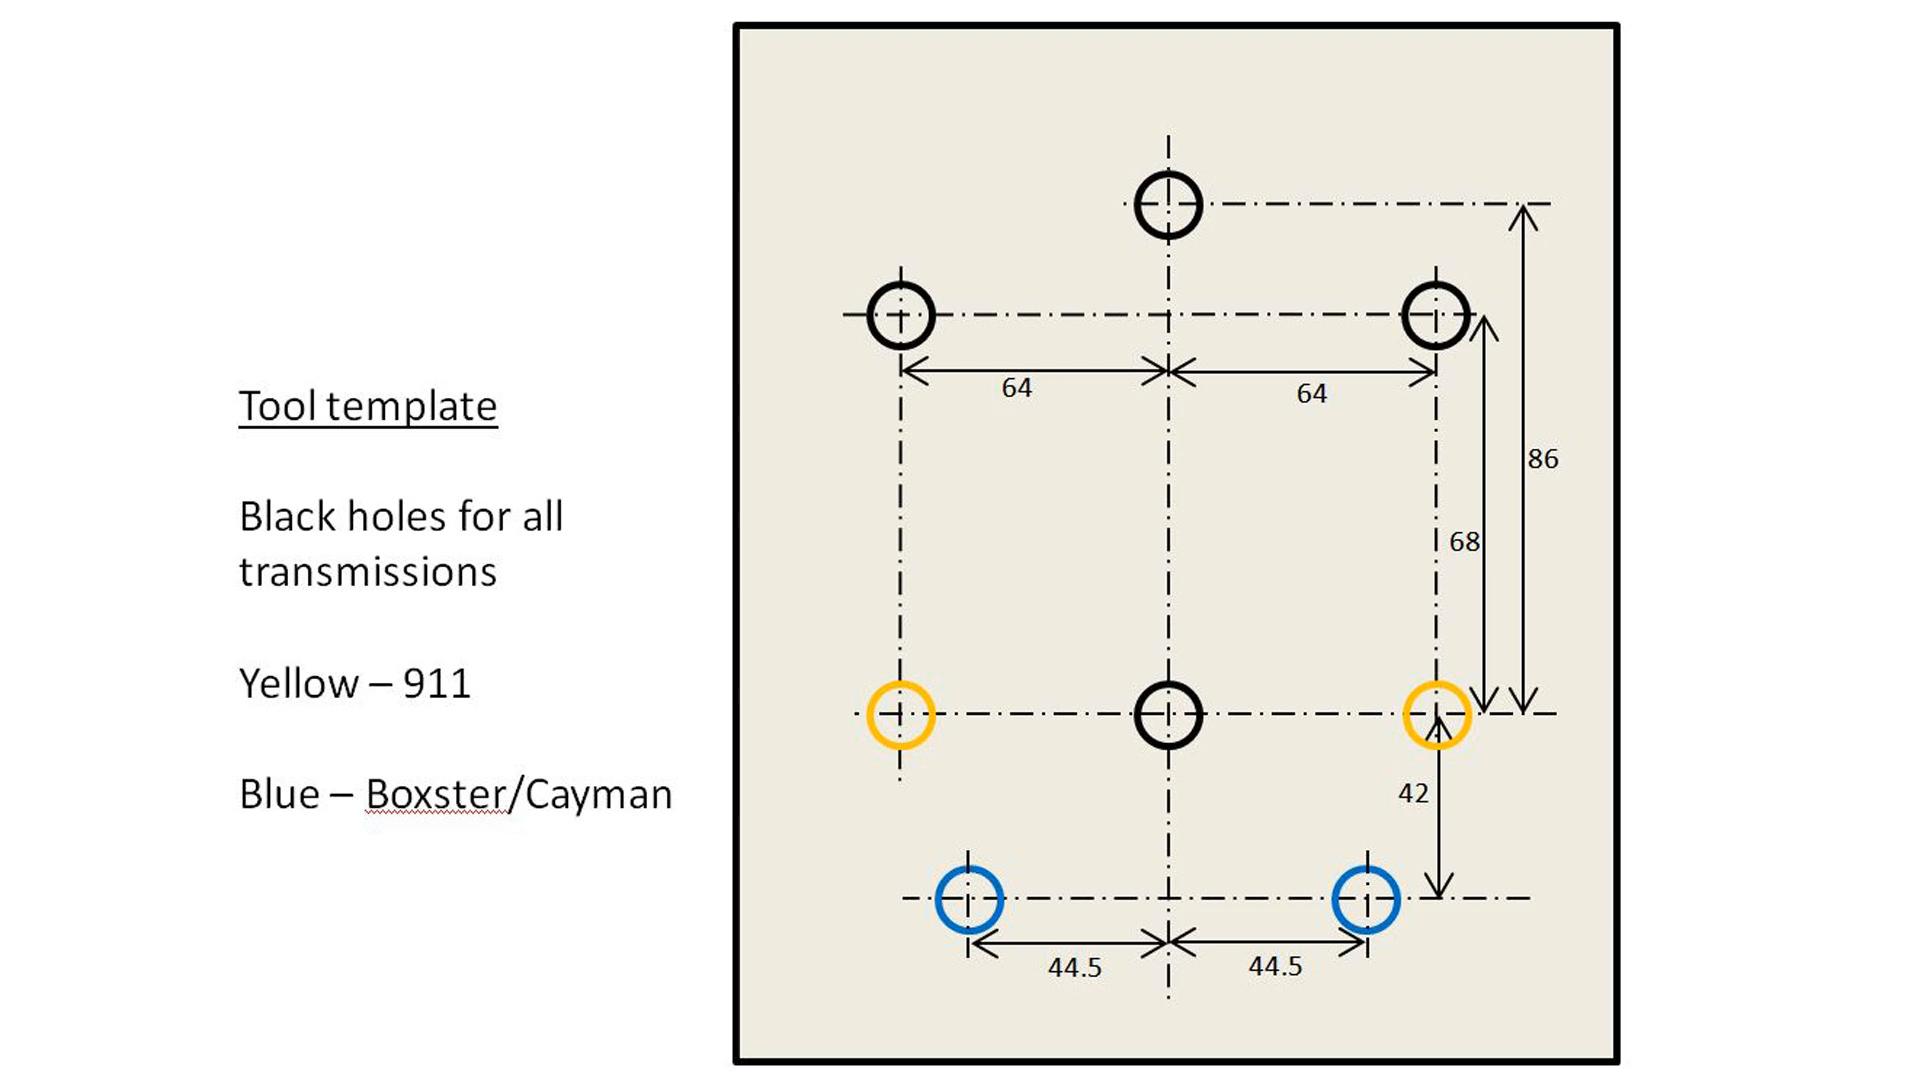 Tool template
Black holes for all
transmissions
Yellow – 911
Blue – Boxster/Cayman
64
64
86
68
42
44.5
44.5